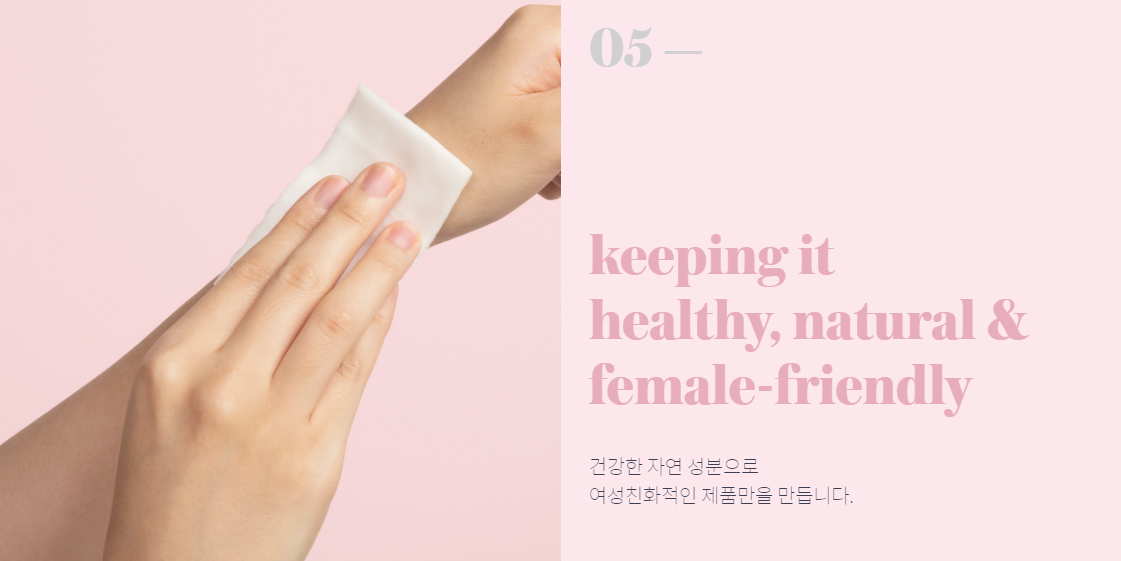 05 —
keeping it
healthy, natural &
female-friendly
건강한 자연 성분으로
여성친화적인 제품만을 만듭니다.